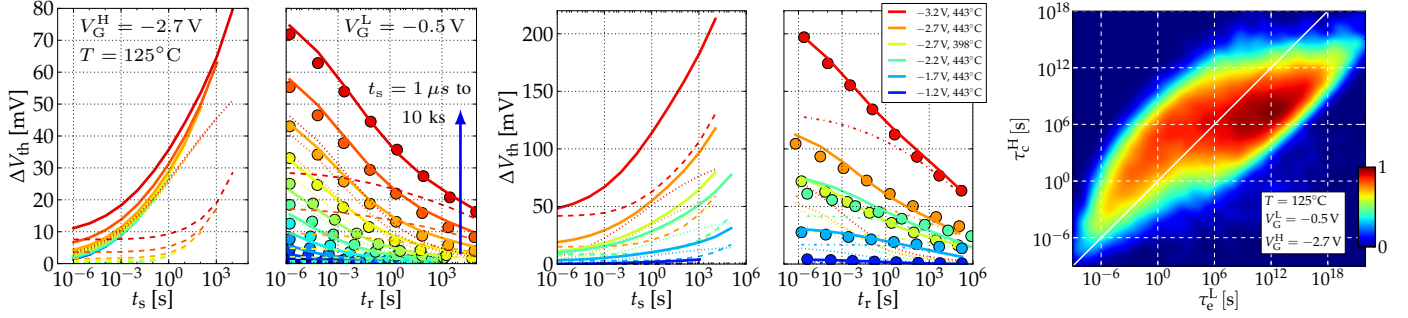 80
70
60
50
40
30
20
10
0
ΔV_th [mV]
V_G^H = −2.7 V
T = 125°C
10^−6 10^−3 10^0 10^3 10^6
t_s [s]
V_G^L = −0.5 V
t_s = 1 μs to
10 ks
10^−6 10^−3 10^0 10^3
t_r [s]
200
150
100
50
0
ΔV_th [mV]
10^−6 10^−3 10^0 10^3 10^6
t_s [s]
−3.2 V, 443°C
−2.7 V, 443°C
−2.7 V, 398°C
−2.2 V, 443°C
−1.7 V, 443°C
−1.2 V, 443°C
10^−6 10^−3 10^0 10^3 10^6
t_r [s]
10^18
10^12
10^6
10^0
10^−6
τ_c^H [s]
1
0
T = 125°C
V_G^L = −0.5 V
V_G^H = −2.7 V
10^−6 10^0 10^6 10^12 10^18
τ_e^L [s]